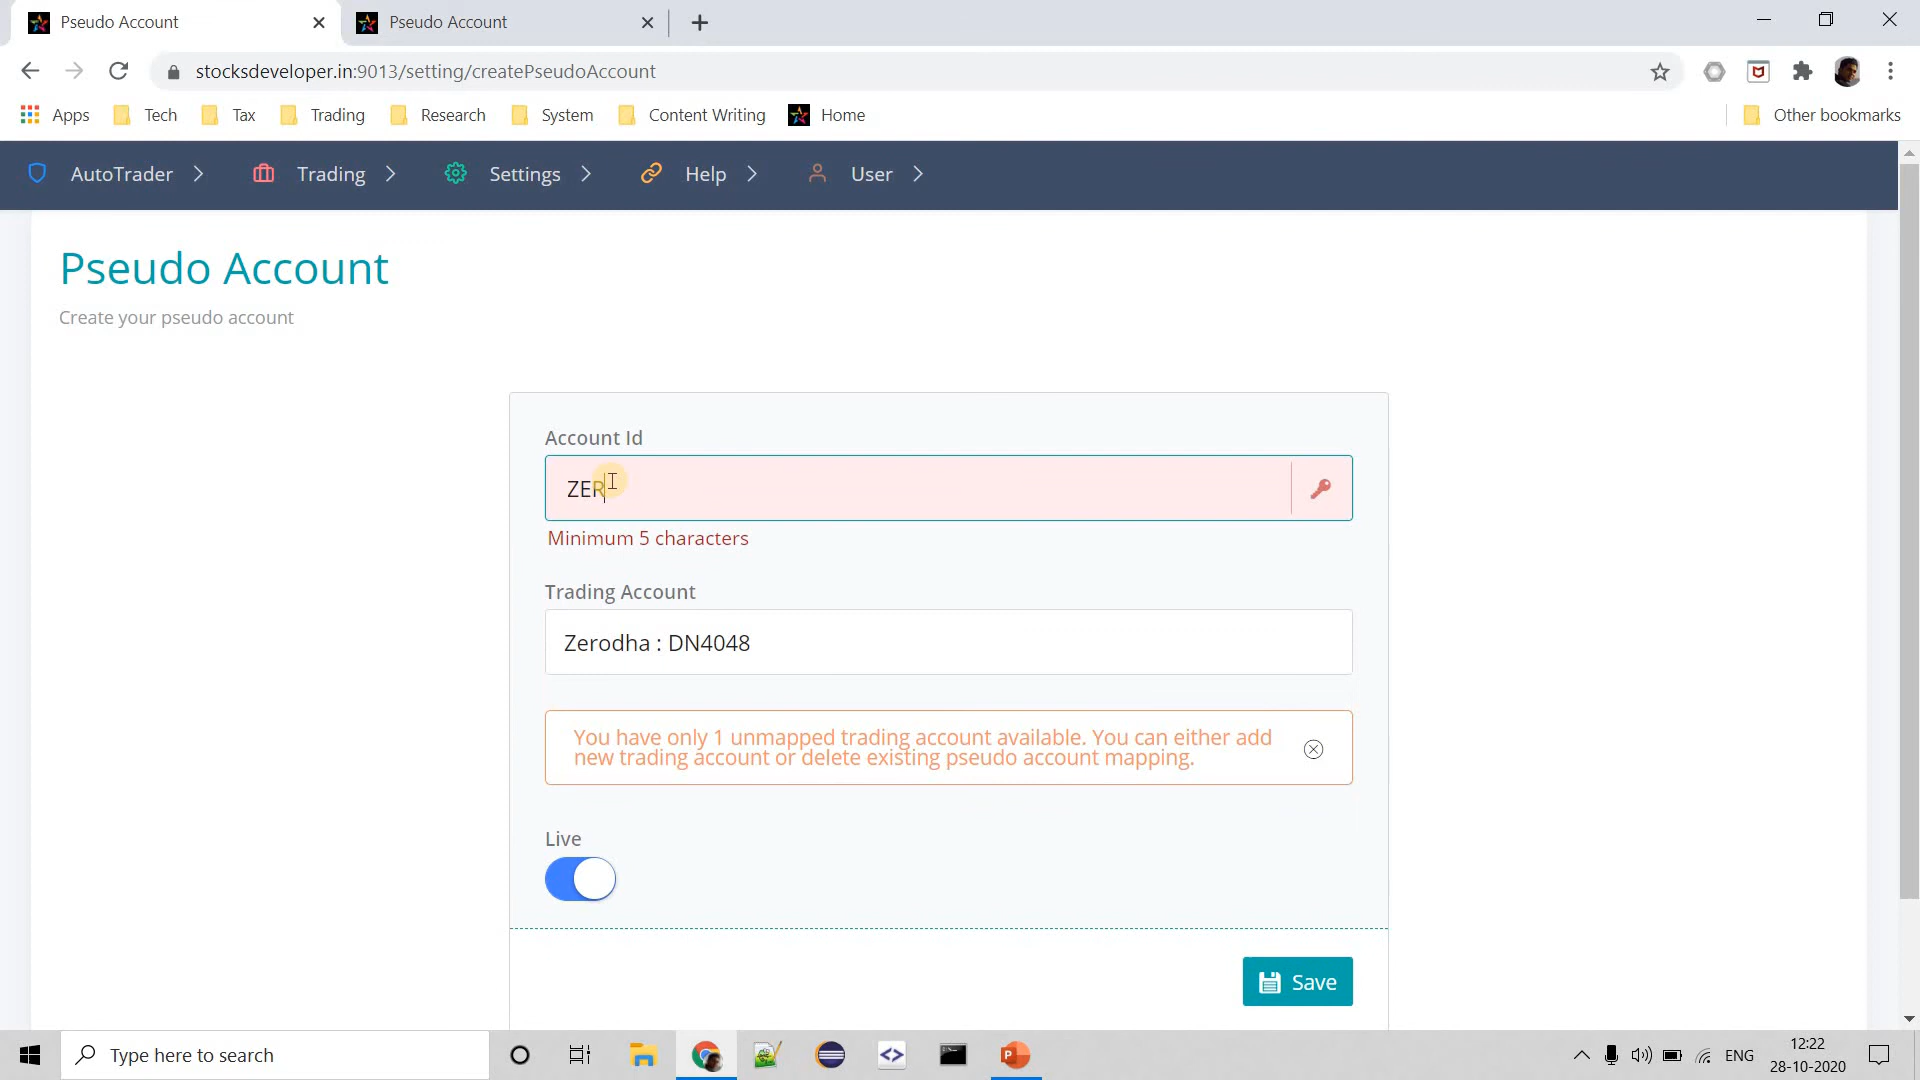 Pseudo Account
Pseudo Account
stocksdeveloper.in:9013/setting/createPseudoAccount
Apps Tech Tax Trading Research System Content Writing Home Other bookmarks
AutoTrader Trading Settings Help User
Pseudo Account
Create your pseudo account
Account Id
ZER
Minimum 5 characters
Trading Account
Zerodha : DN4048
You have only 1 unmapped trading account available. You can either add
new trading account or delete existing pseudo account mapping.
Live
Save
Type here to search
P
ENG
12:22
28-10-2020